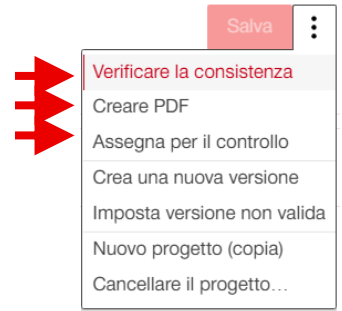 Salva
Verificare la consistenza
Creare PDF
Assegna per il controllo
Crea una nuova versione
Imposta versione non valida
Nuovo progetto (copia)
Cancellare il progetto…